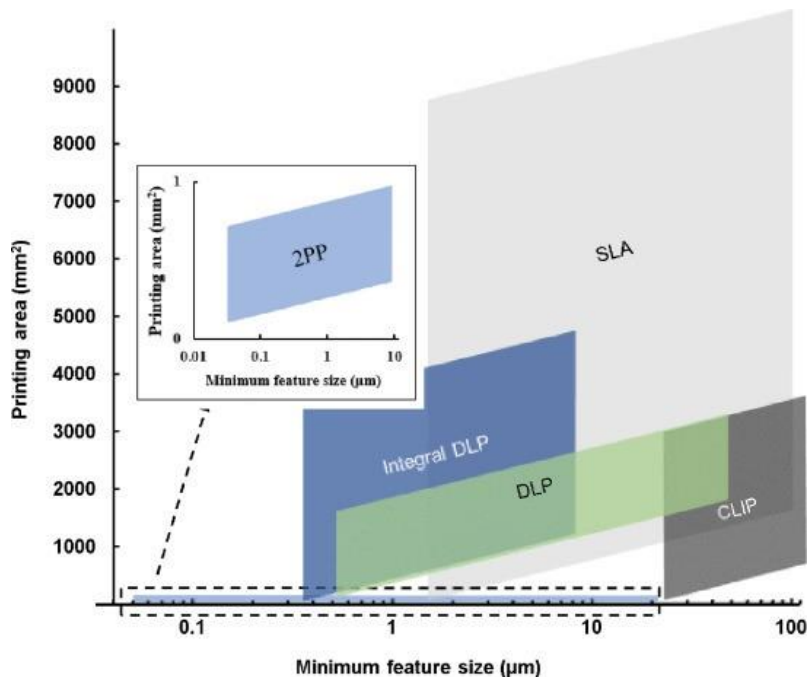 9000
8000
7000
6000
5000
4000
3000
2000
1000
Printing area (mm²)
0.1
1
10
100
Minimum feature size (µm)
1
0
Printing area (mm²)
0.01
0.1
1
10
Minimum feature size (µm)
2PP
SLA
Integral DLP
DLP
CLIP